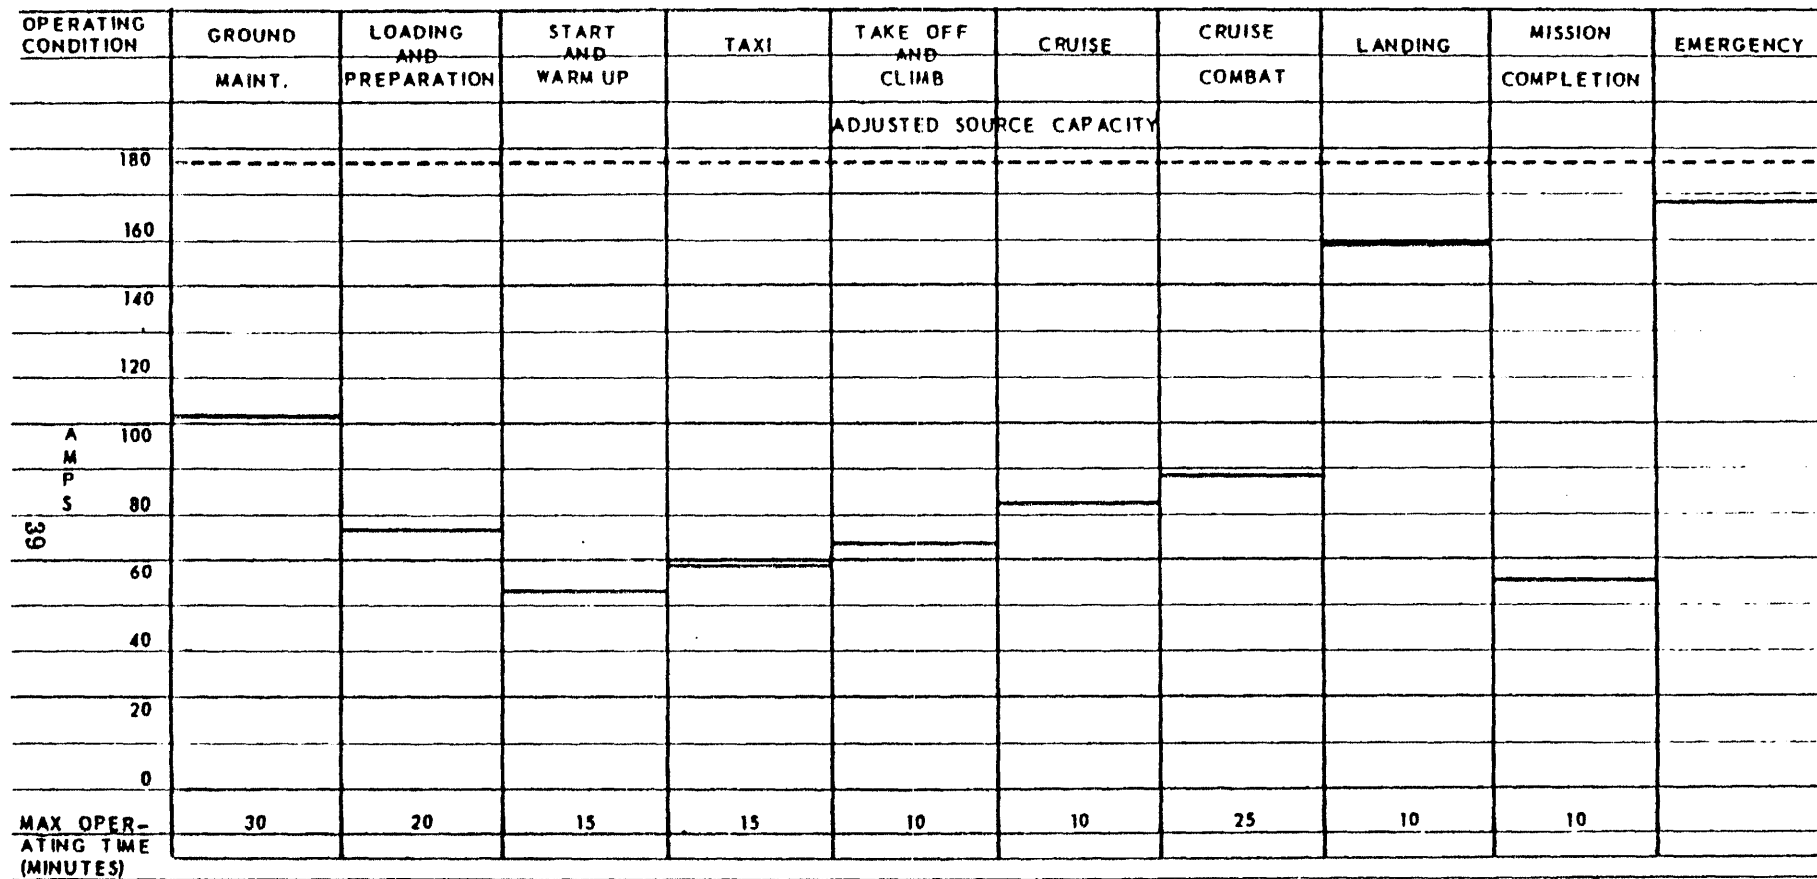 OPERATING CONDITION
GROUND MAINT.
LOADING AND PREPARATION
START AND WARM UP
TAXI
TAKE OFF AND CLIMB
CRUISE
CRUISE COMBAT
LANDING
MISSION COMPLETION
EMERGENCY
ADJUSTED SOURCE CAPACITY
180
160
140
120
100
80
60
40
20
0
AMPS
39
MAX OPER-
ATING TIME
(MINUTES)
30 20 15 15 10 10 25 10 10